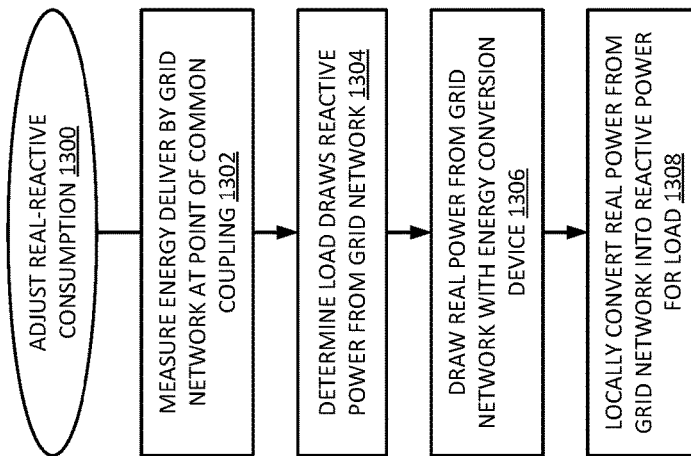 ADJUST REAL-REACTIVE
CONSUMPTION 1300
MEASURE ENERGY DELIVER BY GRID
NETWORK AT POINT OF COMMON
COUPLING 1302
DETERMINE LOAD DRAWS REACTIVE
POWER FROM GRID NETWORK 1304
DRAW REAL POWER FROM GRID
NETWORK WITH ENERGY CONVERSION
DEVICE 1306
LOCALLY CONVERT REAL POWER FROM
GRID NETWORK INTO REACTIVE POWER
FOR LOAD 1308